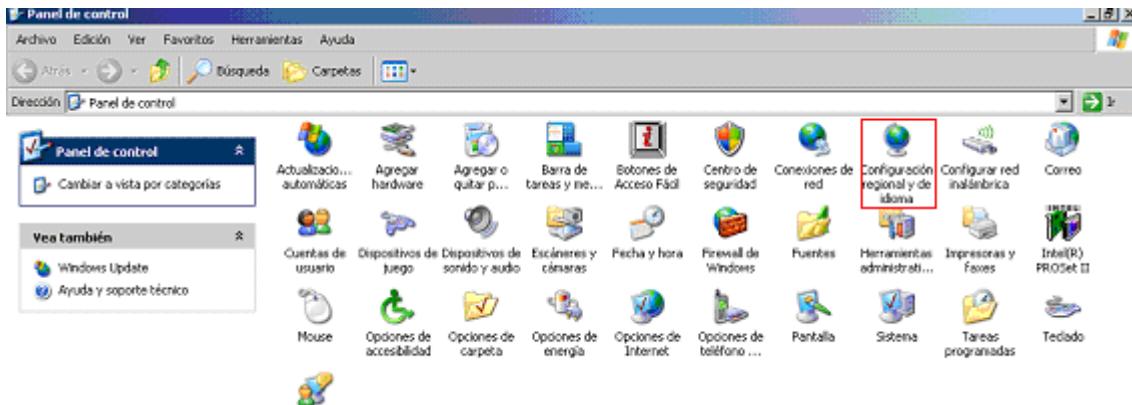 Panel de control
Archivo Edición Ver Favoritos Herramientas Ayuda
Atrás Búsqueda Carpetas
Dirección Panel de control Ir
Panel de control
Cambiar a vista por categorías
Vea también
Windows Update
Ayuda y soporte técnico
Actualizacio... automáticas
Agregar hardware
Agregar o quitar p...
Barra de tareas y me...
Botones de Acceso Fácil
Centro de seguridad
Conexiones de red
Configuración regional y de idioma
Configurar red inalámbrica
Correo
Cuentas de usuario
Dispositivos de juego
Dispositivos de sonido y audio
Escáneres y cámaras
Fecha y hora
Firewall de Windows
Fuentes
Herramientas administrati...
Impresoras y faxes
INTEL
Intel(R) PROSet II
Mouse
Opciones de accesibilidad
Opciones de carpeta
Opciones de energía
Opciones de Internet
Opciones de teléfono ...
Pantalla
Sistema
Tareas programadas
Teclado